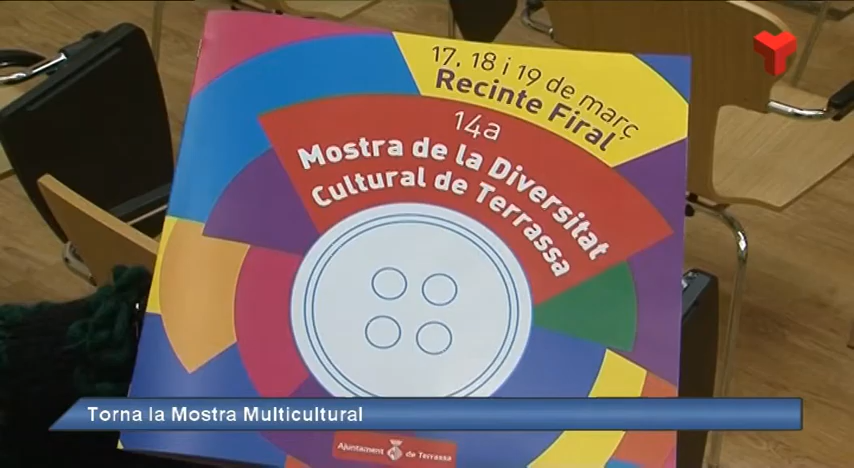 17, 18 i 19 de març
Recinte Firal
14a
Mostra de la Diversitat
Cultural de Terrassa
Torna la Mostra Multicultural
Ajuntament de Terrassa